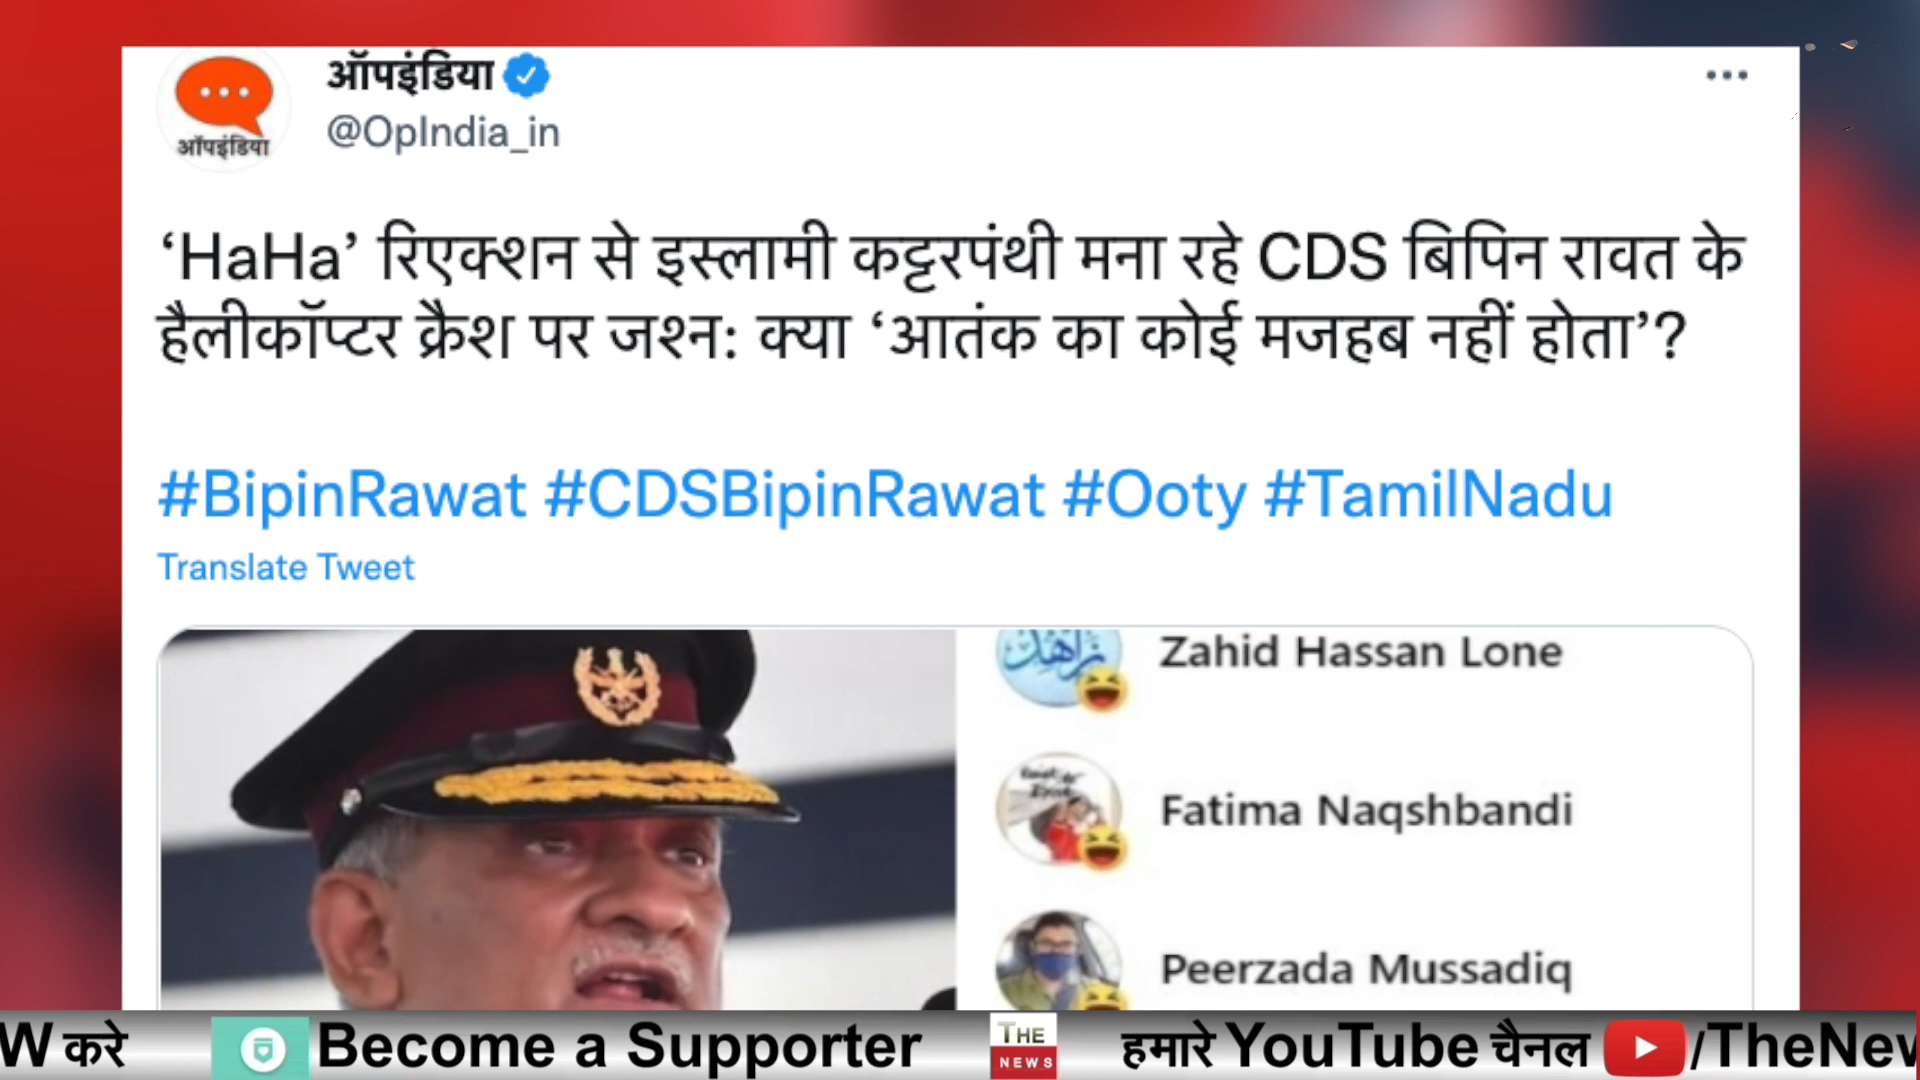 ऑपइंडिया
@OpIndia_in
ऑपइंडिया
‘HaHa’ रिएक्शन से इस्लामी कट्टरपंथी मना रहे CDS बिपिन रावत के
हैलीकॉप्टर क्रैश पर जश्न: क्या ‘आतंक का कोई मजहब नहीं होता’?
#BipinRawat #CDSBipinRawat #Ooty #TamilNadu
Translate Tweet
زاهد
Zahid Hassan Lone
Fatima Naqshbandi
Peerzada Mussadiq
W करे Become a Supporter THE NEWS हमारे YouTube चैनल /TheNew